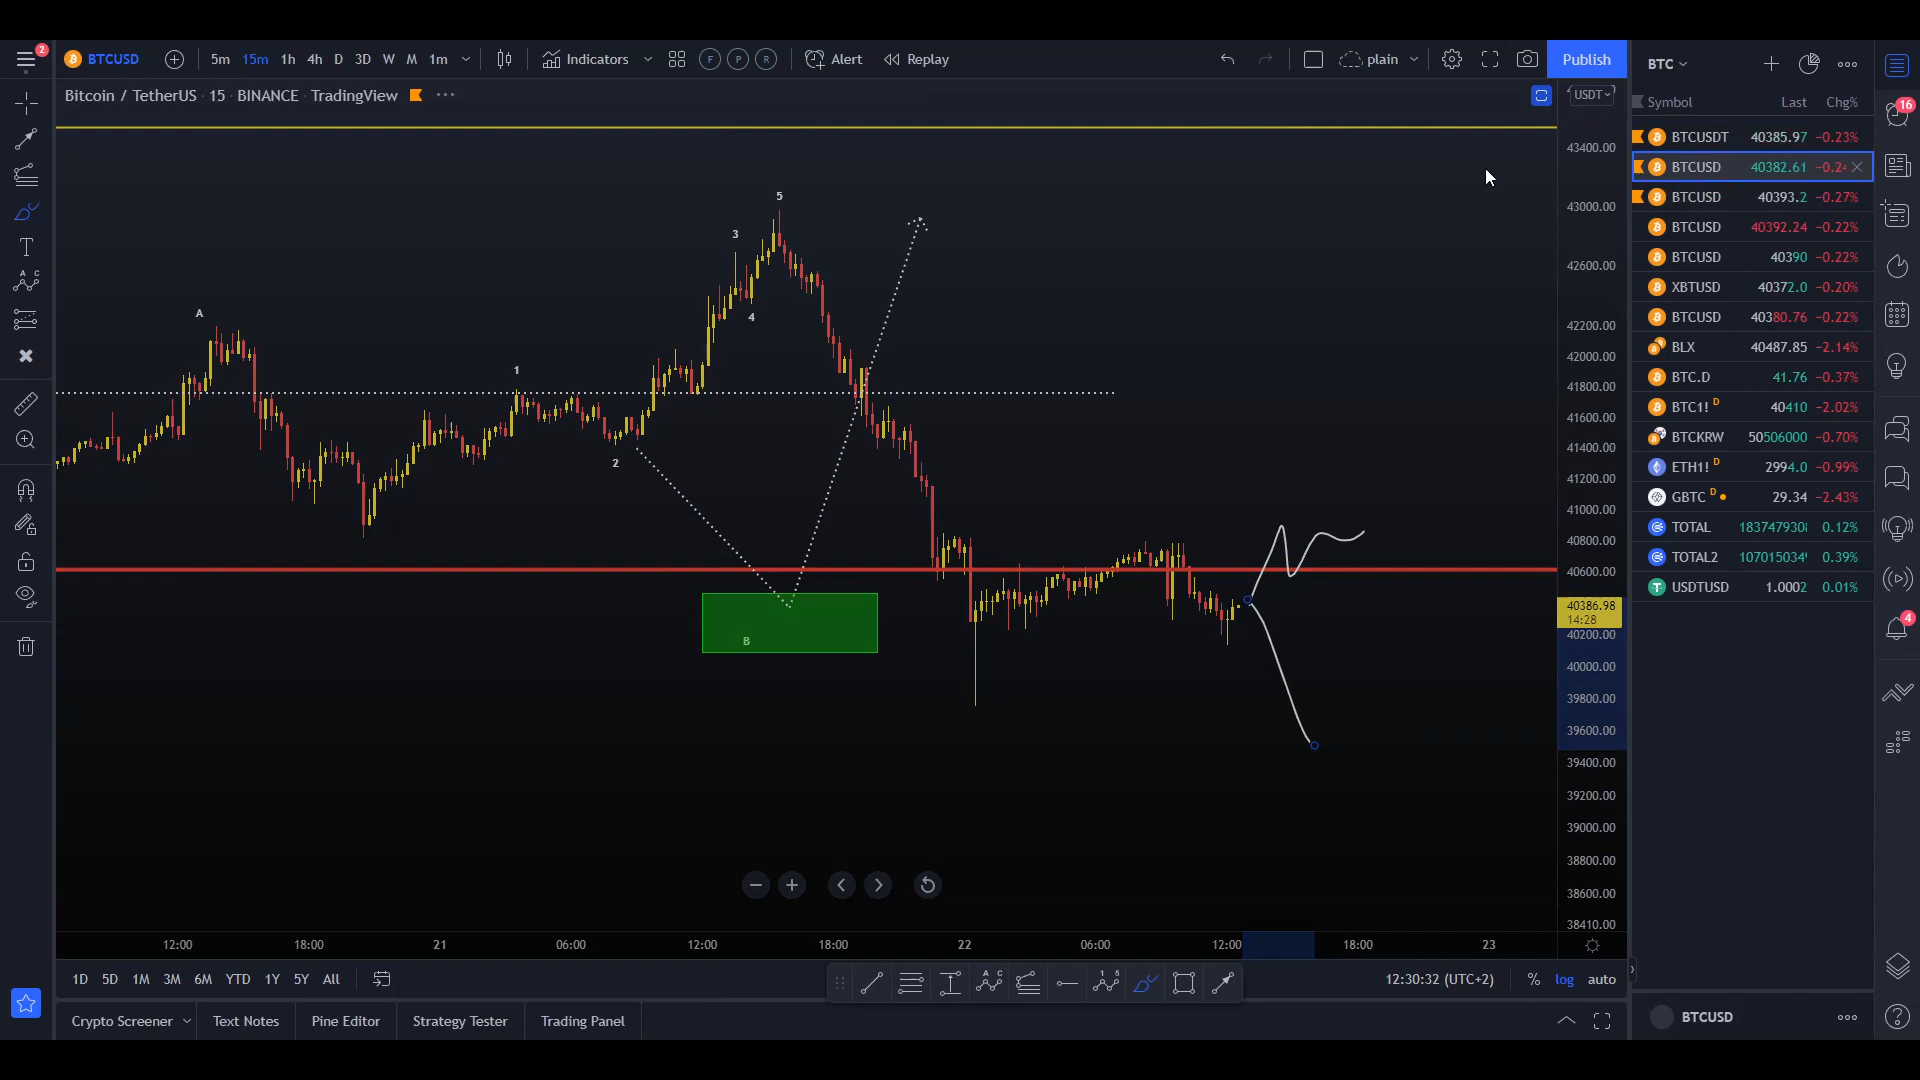 2
BTCUSD
5m 15m 1h 4h D 3D W M 1m
Indicators
F P R
Alert
Replay
plain
Publish
Bitcoin / TetherUS · 15 · BINANCE · TradingView
USDT
43400.00
43000.00
42600.00
42200.00
42000.00
41800.00
41600.00
41400.00
41200.00
41000.00
40800.00
40600.00
40386.98
14:28
40200.00
40000.00
39800.00
39600.00
39400.00
39200.00
39000.00
38800.00
38600.00
38410.00
A
1
2
3
4
5
B
12:00 18:00 21 06:00 12:00 18:00 22 06:00 12:00 18:00 23
1D 5D 1M 3M 6M YTD 1Y 5Y All
12:30:32 (UTC+2) % log auto
Crypto Screener Text Notes Pine Editor Strategy Tester Trading Panel
BTC
Symbol Last Chg%
BTCUSDT 40385.97 −0.23%
BTCUSD 40382.61 −0.2
BTCUSD 40393.2 −0.27%
BTCUSD 40392.24 −0.22%
BTCUSD 40390 −0.22%
XBTUSD 40372.0 −0.20%
BTCUSD 40380.76 −0.22%
BLX 40487.85 −2.14%
BTC.D 41.76 −0.37%
BTC1! D 40410 −2.02%
BTCKRW 50506000 −0.70%
ETH1! D 2994.0 −0.99%
GBTC D 29.34 −2.43%
TOTAL 183747930 0.12%
TOTAL2 107015034 0.39%
USDTUSD 1.0002 0.01%
BTCUSD
16
4